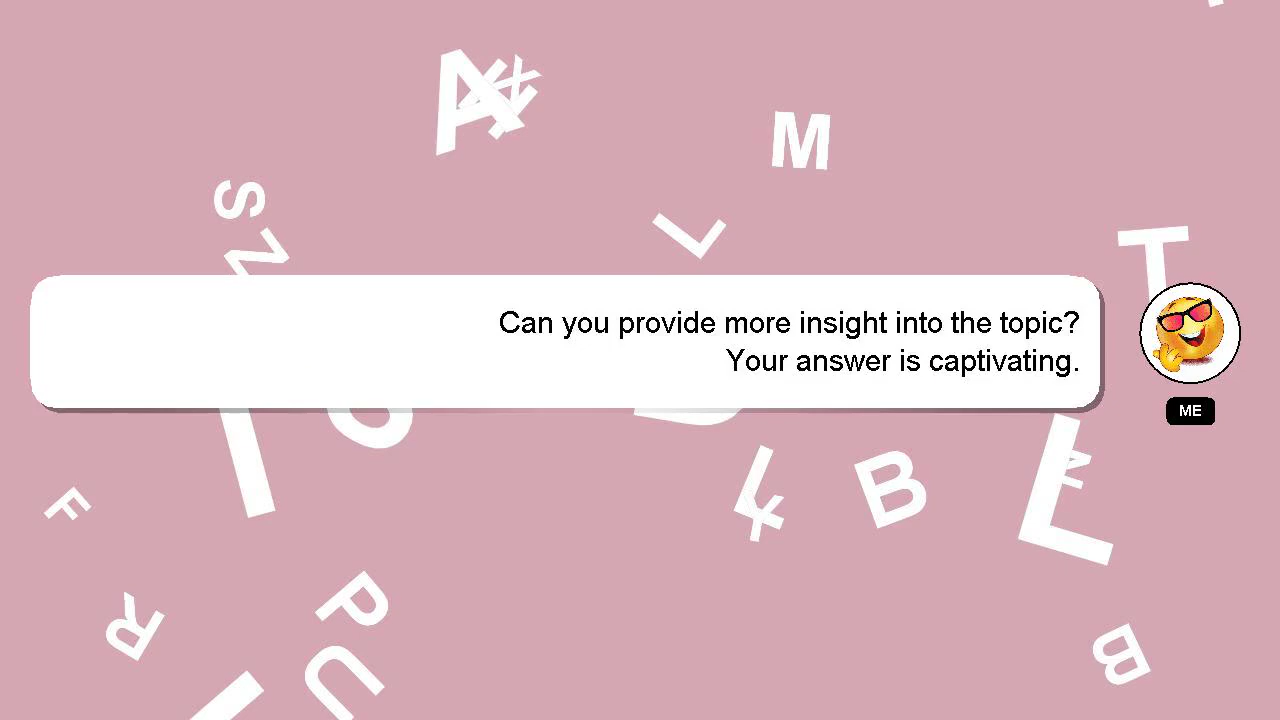 A
X
K
M
S
L
Z
T
Can you provide more insight into the topic?
Your answer is captivating.
ME
I
L
B
L
F
Y
P
R
U
B